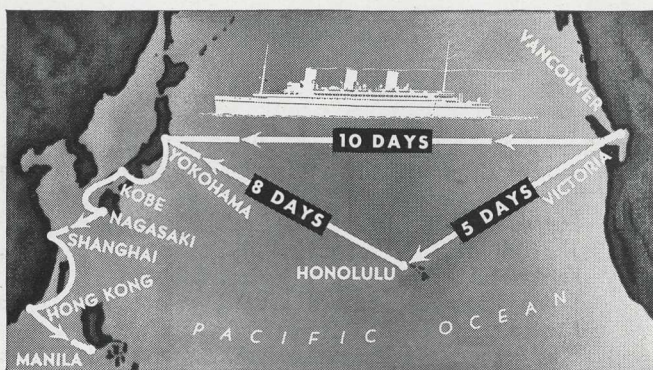 VANCOUVER
10 DAYS
VICTORIA
YOKOHAMA
8 DAYS
5 DAYS
KOBE
NAGASAKI
SHANGHAI
HONOLULU
HONG KONG
PACIFIC OCEAN
MANILA